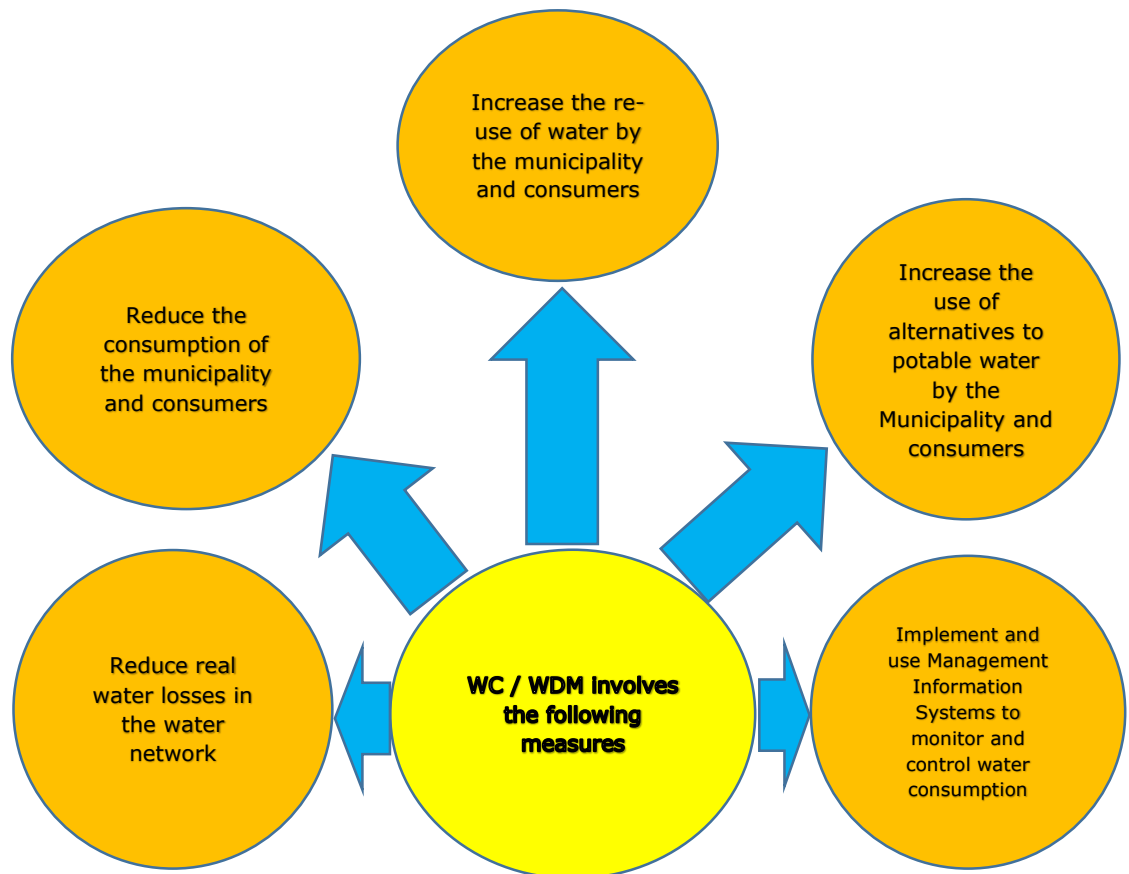 Increase the re-
use of water by
the municipality
and consumers
Reduce the
consumption of
the municipality
and consumers
Increase the
use of
alternatives to
potable water
by the
Municipality and
consumers
Reduce real
water losses in
the water
network
WC / WDM involves
the following
measures
Implement and
use Management
Information
Systems to
monitor and
control water
consumption